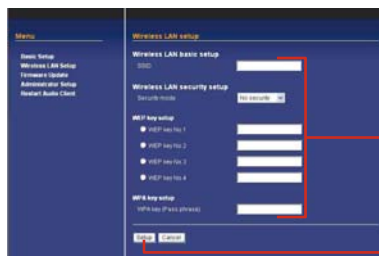 Menu
Basic Setup
Wireless LAN Setup
Firmware Update
Administrator Setup
Restart Audio Client
Wireless LAN setup
Wireless LAN basic setup
SSID
Wireless LAN security setup
Security mode
No security
WEP key setup
WEP key No.1
WEP key No.2
WEP key No.3
WEP key No.4
WPA key setup
WPA key (Pass phrase)
Setup
Cancel